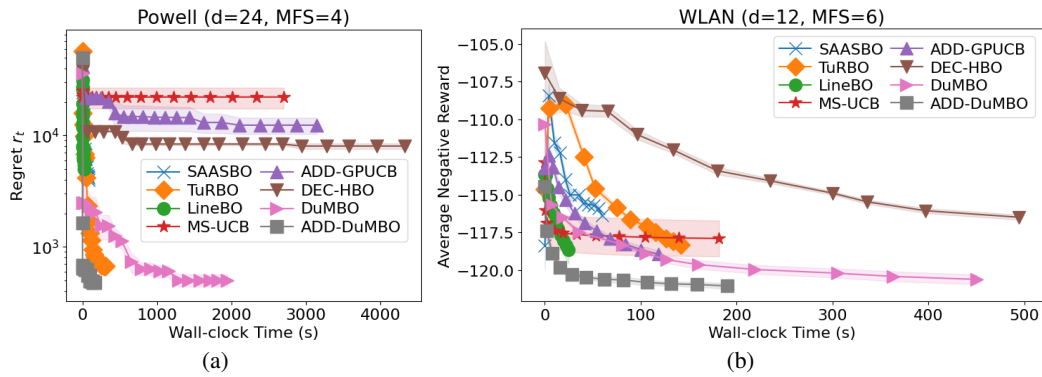 Powell (d=24, MFS=4)
Regret r_t
10^4
10^3
SAASBO
TuRBO
LineBO
MS-UCB
ADD-GPUCB
DEC-HBO
DuMBO
ADD-DuMBO
0 1000 2000 3000 4000
Wall-clock Time (s)
(a)
WLAN (d=12, MFS=6)
Average Negative Reward
−105.0
−107.5
−110.0
−112.5
−115.0
−117.5
−120.0
SAASBO
TuRBO
LineBO
MS-UCB
ADD-GPUCB
DEC-HBO
DuMBO
ADD-DuMBO
0 100 200 300 400 500
Wall-clock Time (s)
(b)